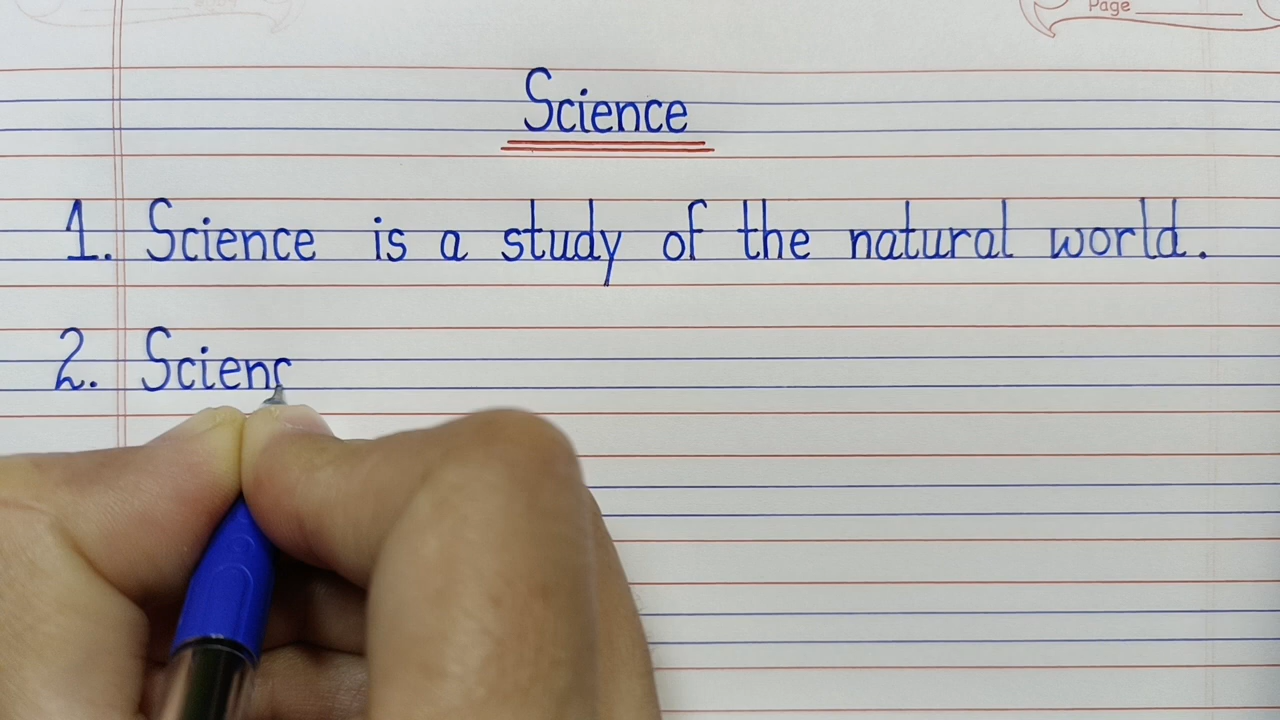 Page
Science
1. Science is a study of the natural world.
2. Scienc